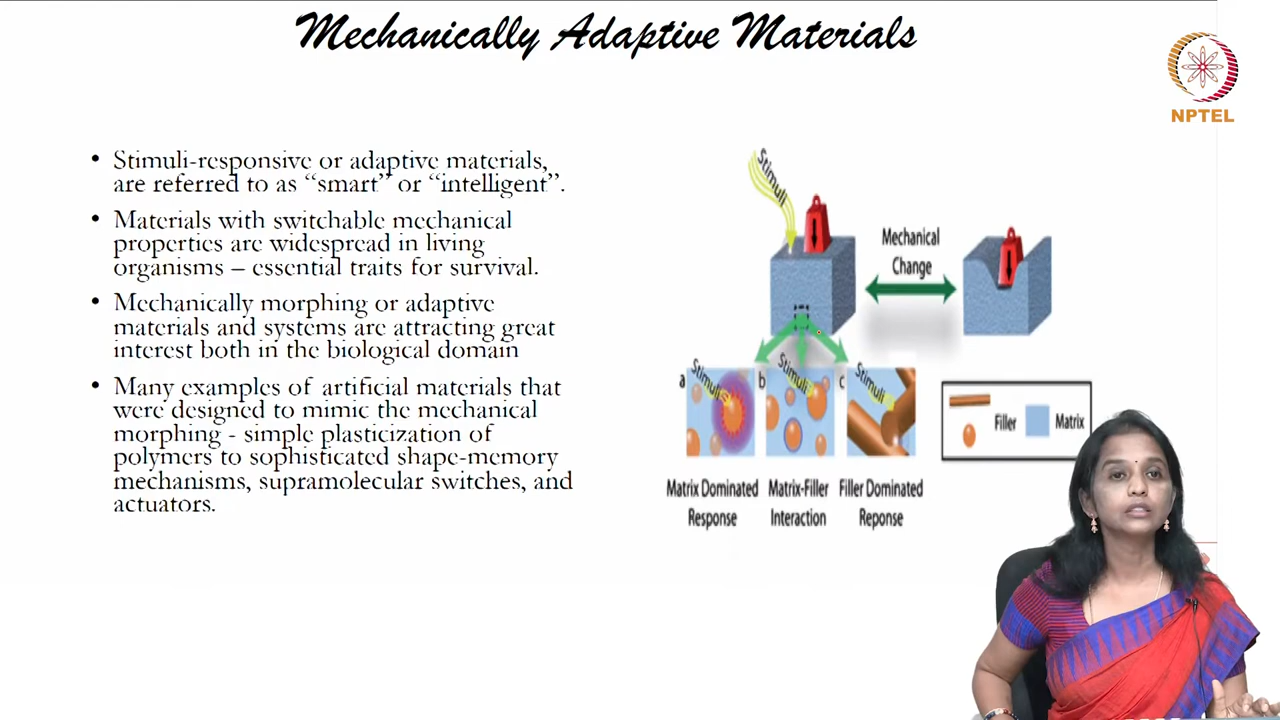 Mechanically Adaptive Materials
NPTEL
• Stimuli-responsive or adaptive materials,
are referred to as “smart” or “intelligent”.
• Materials with switchable mechanical
properties are widespread in living
organisms – essential traits for survival.
• Mechanically morphing or adaptive
materials and systems are attracting great
interest both in the biological domain
• Many examples of artificial materials that
were designed to mimic the mechanical
morphing - simple plasticization of
polymers to sophisticated shape-memory
mechanisms, supramolecular switches, and
actuators.
Stimuli
Mechanical
Change
a
Stimuli
b
Stimuli
c
Stimuli
Filler
Matrix
Matrix Dominated
Response
Matrix-Filler
Interaction
Filler Dominated
Reponse